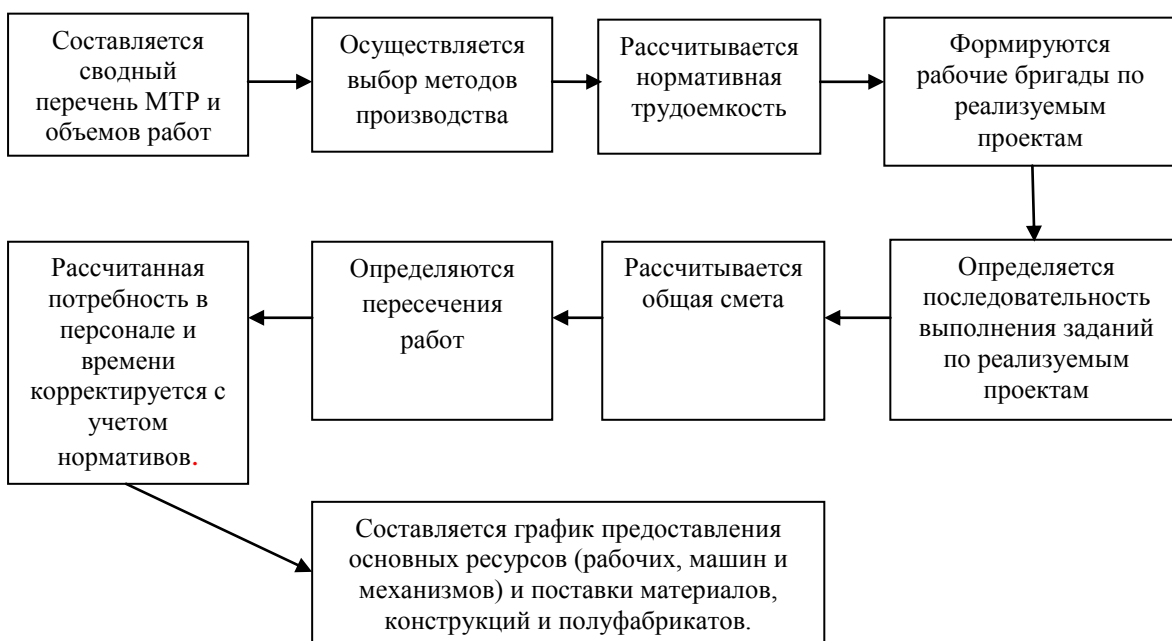 Составляется
сводный
перечень МТР и
объемов работ
Осуществляется
выбор методов
производства
Рассчитывается
нормативная
трудоемкость
Формируются
рабочие бригады по
реализуемым
проектам
Определяется
последовательность
выполнения заданий
по реализуемым
проектам
Рассчитывается
общая смета
Определяются
пересечения
работ
Рассчитанная
потребность в
персонале и
времени
корректируется с
учетом
нормативов.
Составляется график предоставления
основных ресурсов (рабочих, машин и
механизмов) и поставки материалов,
конструкций и полуфабрикатов.